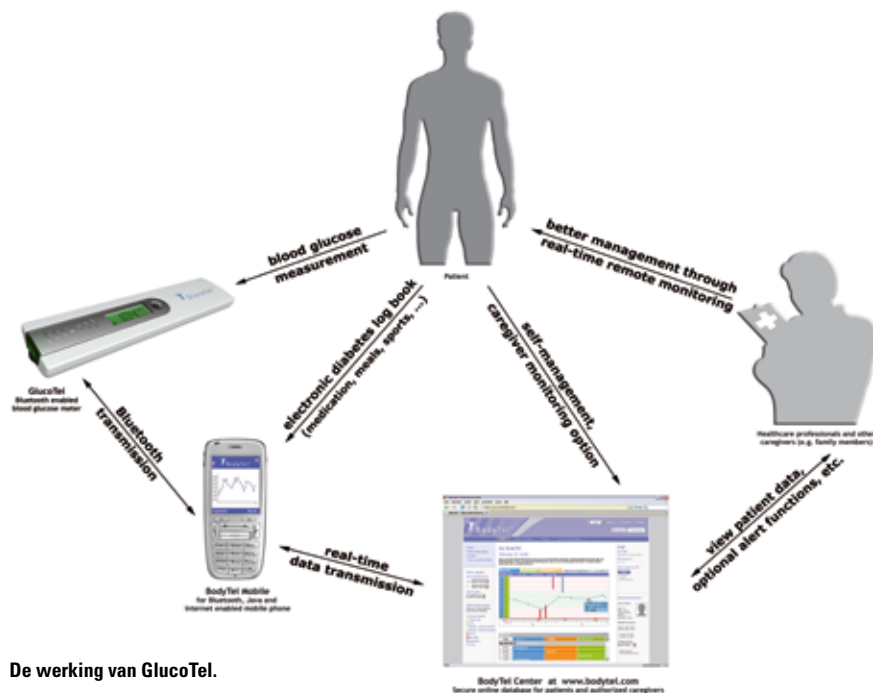 Patient
blood glucose
measurement
better management through
real-time remote monitoring
electronic diabetes log book
(medication, meals, sports, ...)
self-management,
caregiver monitoring option
GlucoTel
Bluetooth enabled
blood glucose meter
Healthcare professionals and other
caregivers (e.g. family members)
Bluetooth
transmission
BodyTel
view patient data,
optional alert functions, etc.
real-time
data transmission
BodyTel
BodyTel Mobile
for Bluetooth, Java and
Internet enabled mobile phone
De werking van GlucoTel.
BodyTel Center at www.bodytel.com
Secure online database for patients and authorized caregivers